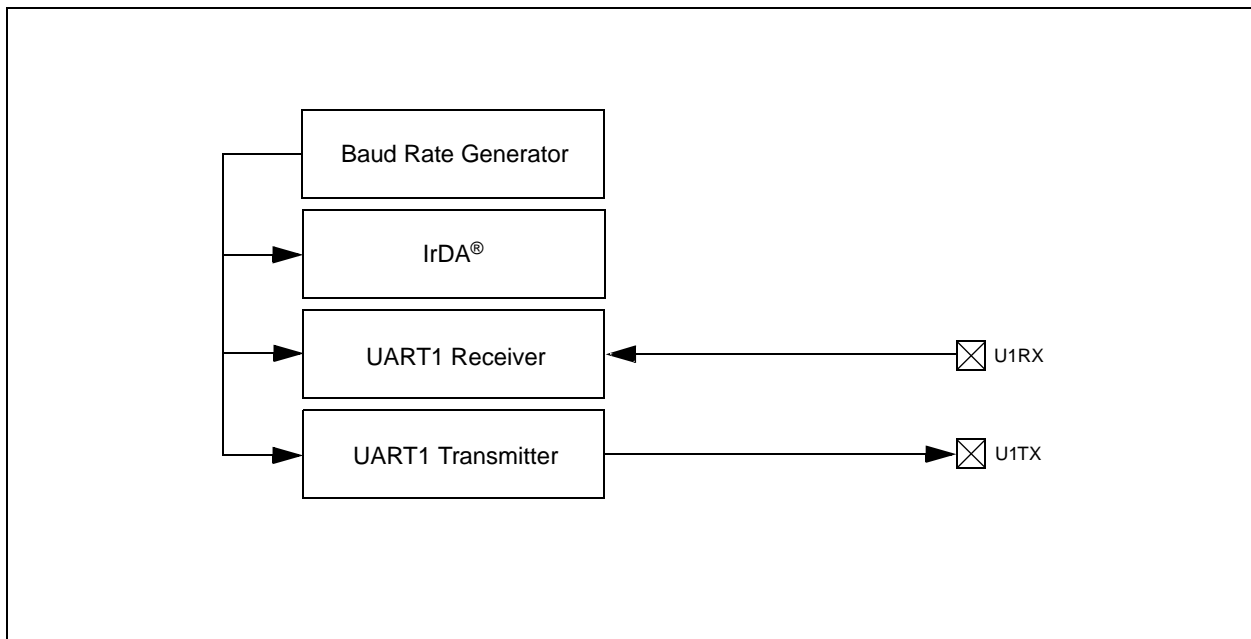 Baud Rate Generator
IrDA®
UART1 Receiver
U1RX
UART1 Transmitter
U1TX